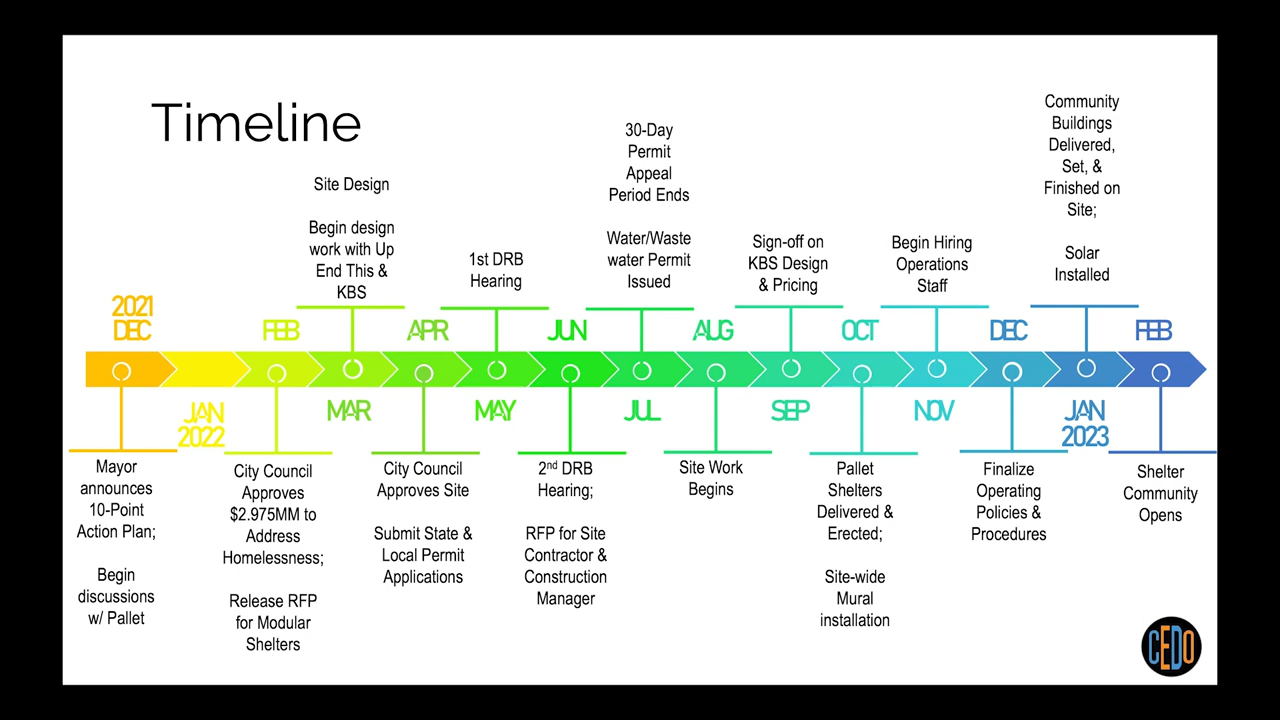 Timeline
Site Design
Begin design
work with Up
End This &
KBS
1st DRB
Hearing
30-Day
Permit
Appeal
Period Ends
Water/Waste
water Permit
Issued
Sign-off on
KBS Design
& Pricing
Begin Hiring
Operations
Staff
Community
Buildings
Delivered,
Set, &
Finished on
Site;
Solar
Installed
2021
DEC
FEB
APR
JUN
AUG
OCT
DEC
FEB
JAN
2022
MAR
MAY
JUL
SEP
NOV
JAN
2023
Mayor
announces
10-Point
Action Plan;
Begin
discussions
w/ Pallet
City Council
Approves
$2.975MM to
Address
Homelessness;
Release RFP
for Modular
Shelters
City Council
Approves Site
Submit State &
Local Permit
Applications
2nd DRB
Hearing;
RFP for Site
Contractor &
Construction
Manager
Site Work
Begins
Pallet
Shelters
Delivered &
Erected;
Site-wide
Mural
installation
Finalize
Operating
Policies &
Procedures
Shelter
Community
Opens
CEDO